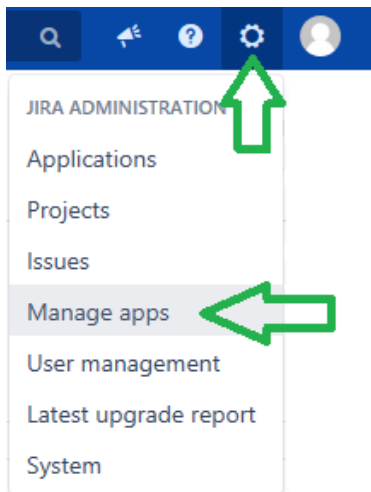 JIRA ADMINISTRATION
Applications
Projects
Issues
Manage apps
User management
Latest upgrade report
System